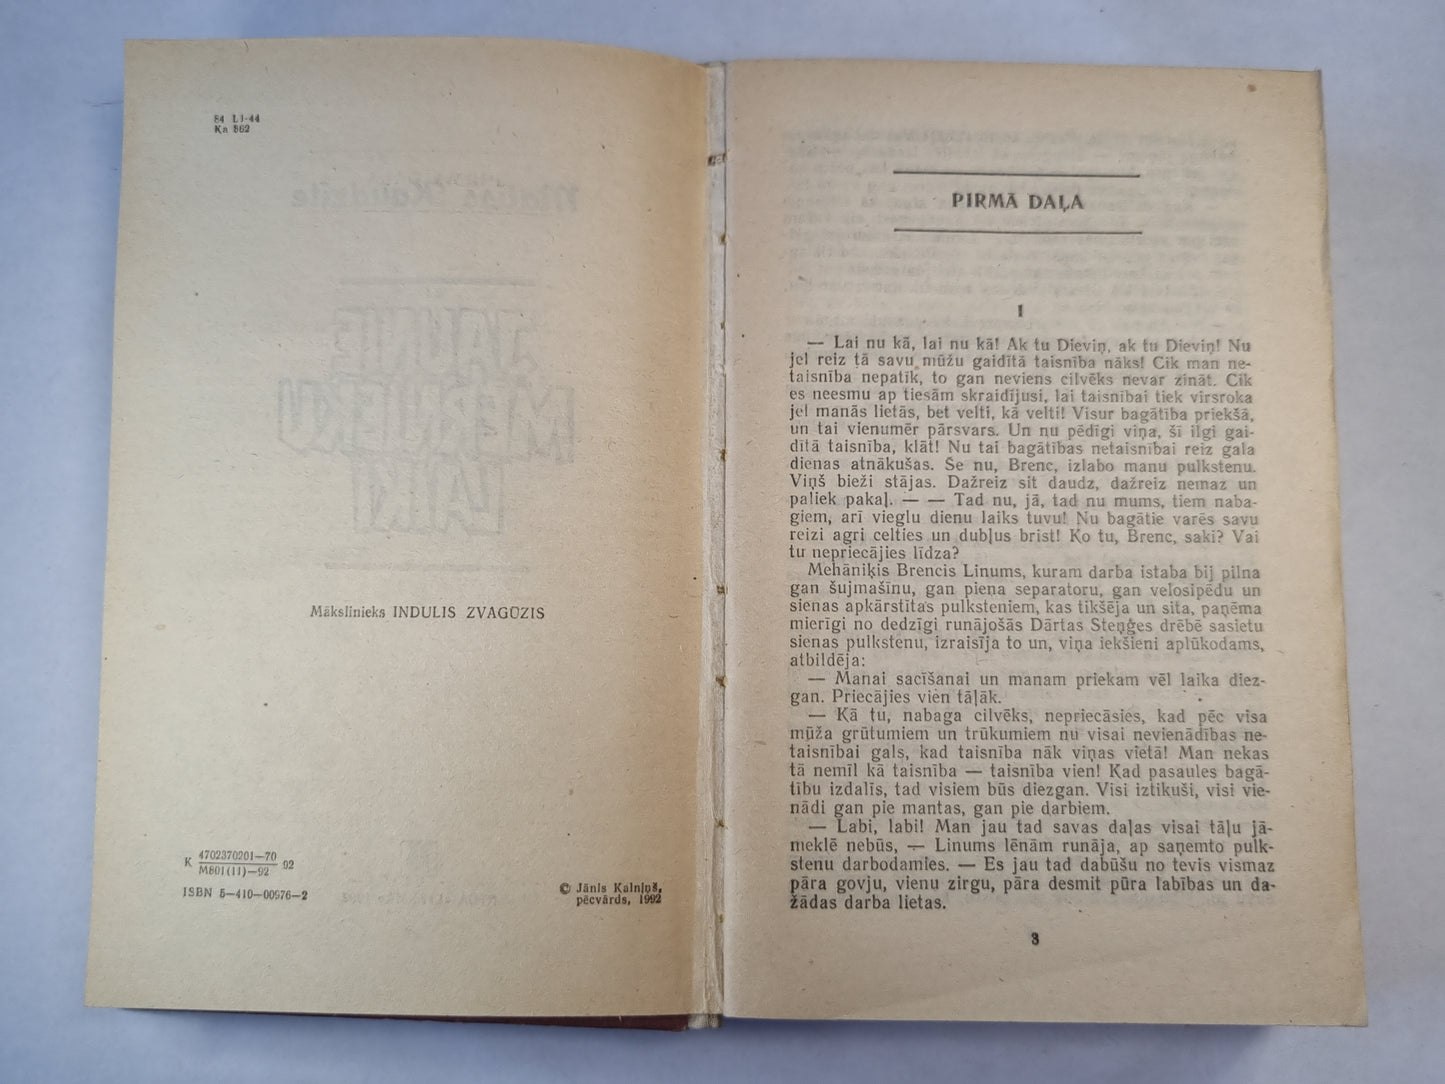 84 L1-44
Ka 862
Mākslinieks INDULIS ZVAGŪZIS
K 4702370201—70 92
M801(11)—92
ISBN 5—410—00976—2
© Jānis Kalniņš,
pēcvārds, 1992
PIRMĀ DAĻA
1
— Lai nu kā, lai nu kā! Ak tu Dieviņ, ak tu Dieviņ! Nu
jel reiz tā savu mūžu gaidītā taisnība nāks! Cik man ne-
taisnība nepatīk, to gan neviens cilvēks nevar zināt. Cik
es neesmu ap tiesām skraidījusi, lai taisnībai tiek virsroka
jel manās lietās, bet velti, kā velti! Visur bagātība priekšā,
un tai vienumēr pārsvars. Un nu pēdīgi viņa, šī ilgi gai-
dītā taisnība, klāt! Nu tai bagātības netaisnībai reiz gala
dienas atnākušas. Še nu, Brenc, izlabo manu pulkstenu.
Viņš bieži stājas. Dažreiz sit daudz, dažreiz nemaz un
paliek pakaļ. — — Tad nu, jā, tad nu mums, tiem naba-
giem, arī vieglu dienu laiks tuvu! Nu bagātie varēs savu
reizi agri celties un dubļus brist! Ko tu, Brenc, saki? Vai
tu nepriecājies līdza?
Mehāniķis Brencis Linums, kuram darba istaba bij pilna
gan šujmašīnu, gan piena separatoru, gan velosipēdu un
sienas apkārstītas pulksteniem, kas tikšēja un sita, paņēma
mierīgi no dedzīgi runājošās Dārtas Steņģes drēbē sasietu
sienas pulkstenu, izraisīja to un, viņa iekšieni aplūkodams,
atbildēja:
— Manai sacīšanai un manam priekam vēl laika diez-
gan. Priecājies vien tāļāk.
— Kā tu, nabaga cilvēks, nepriecāsies, kad pēc visa
mūža grūtumiem un trūkumiem nu visai nevienādības ne-
taisnībai gals, kad taisnība nāk viņas vietā! Man nekas
tā nemīl kā taisnība — taisnība vien! Kad pasaules bagā-
tību izdalīs, tad visiem būs diezgan. Visi iztikuši, visi vie-
nādi gan pie mantas, gan pie darbiem.
— Labi, labi! Man jau tad savas daļas visai tāļu jā-
meklē nebūs, — Linums lēnām runāja, ap saņemto pulk-
stenu darbodamies. — Es jau tad dabūšu no tevis vismaz
pāra govju, vienu zirgu, pāra desmit pūra labības un da-
žādas darba lietas.
3